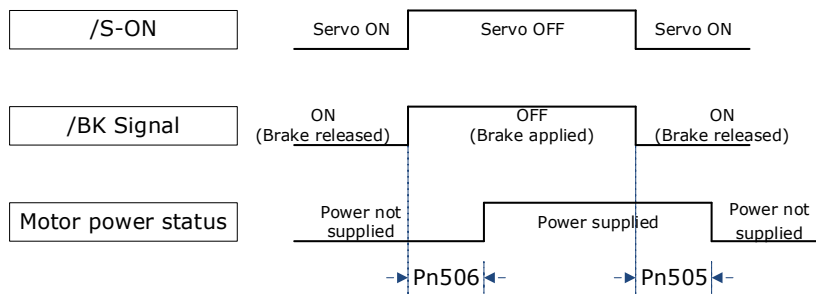 /S-ON
Servo ON
Servo OFF
Servo ON
/BK Signal
ON
(Brake released)
OFF
(Brake applied)
ON
(Brake released)
Motor power status
Power not
supplied
Power supplied
Power not
supplied
Pn506
Pn505